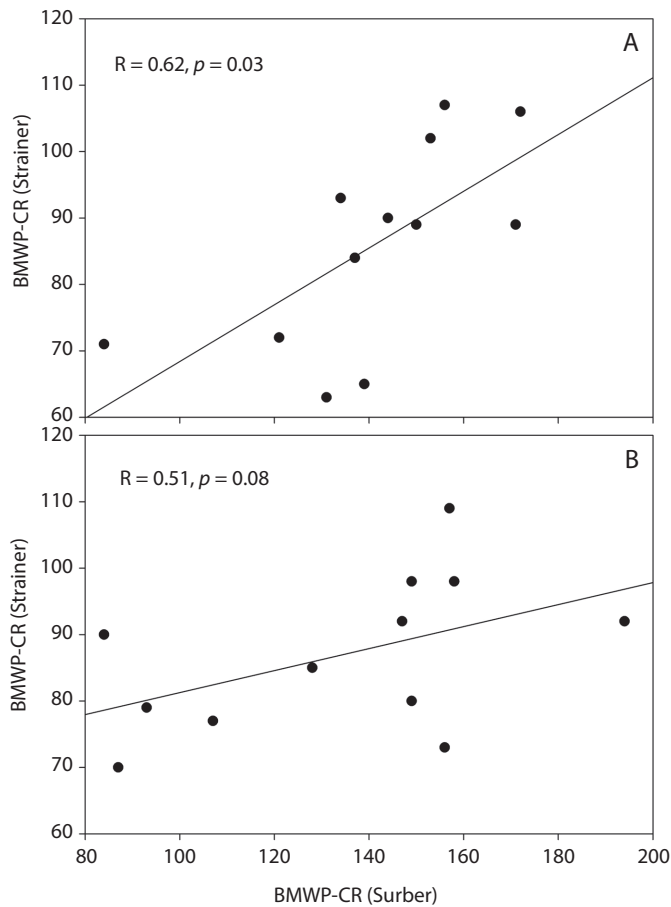 120
A
R = 0.62, p = 0.03
110
100
90
80
70
60
BMWP-CR (Strainer)
120
B
R = 0.51, p = 0.08
110
100
90
80
70
60
BMWP-CR (Strainer)
80 100 120 140 160 180 200
BMWP-CR (Surber)